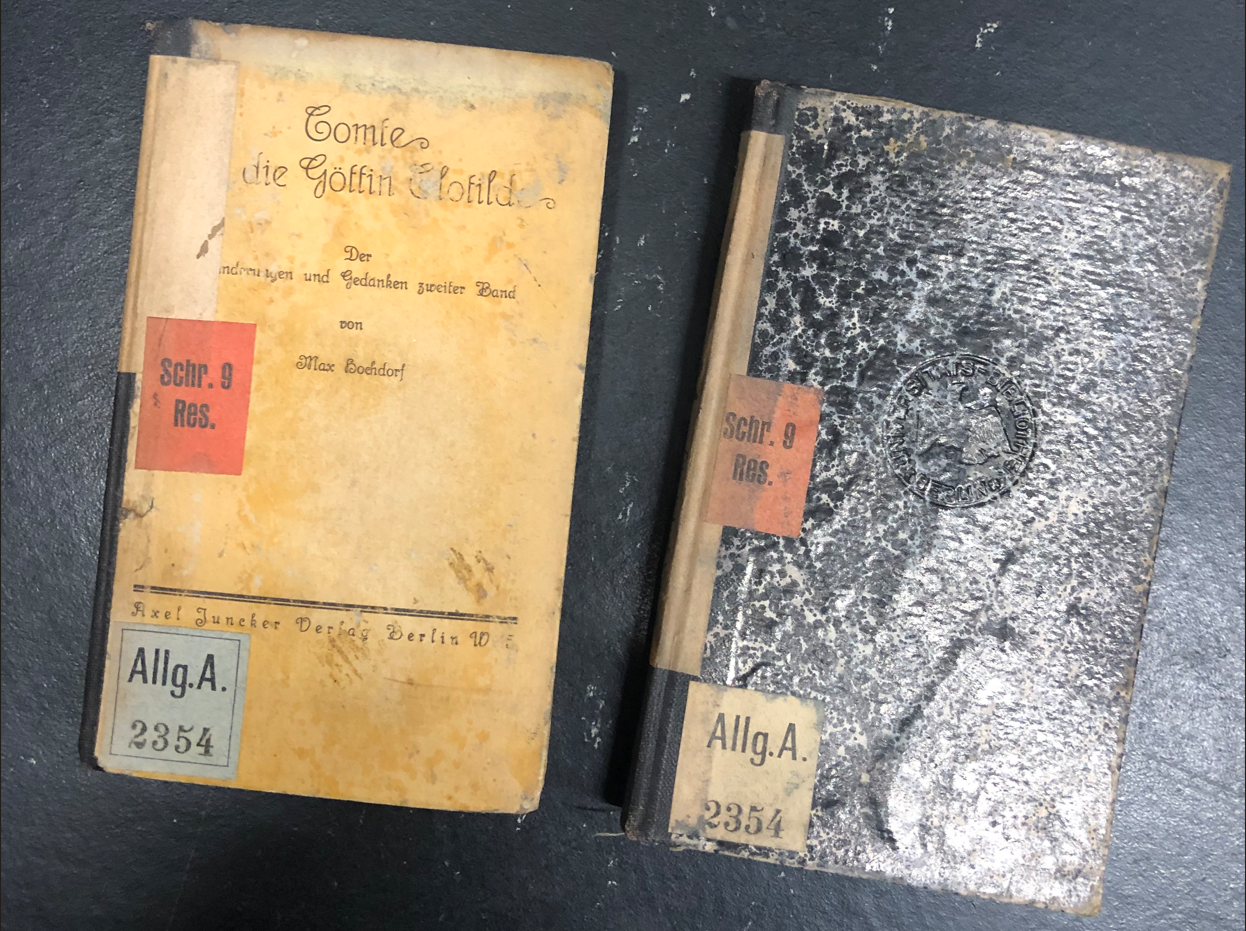 Comte
die Göttin Clotilde
Der
und Gedanken zweiter Band
von
Max Hochdorf
Schr. 9
Res.
Axel Juncker Verlag Berlin W
Allg.A.
2354
Schr. 9
Res.
Allg.A.
2354